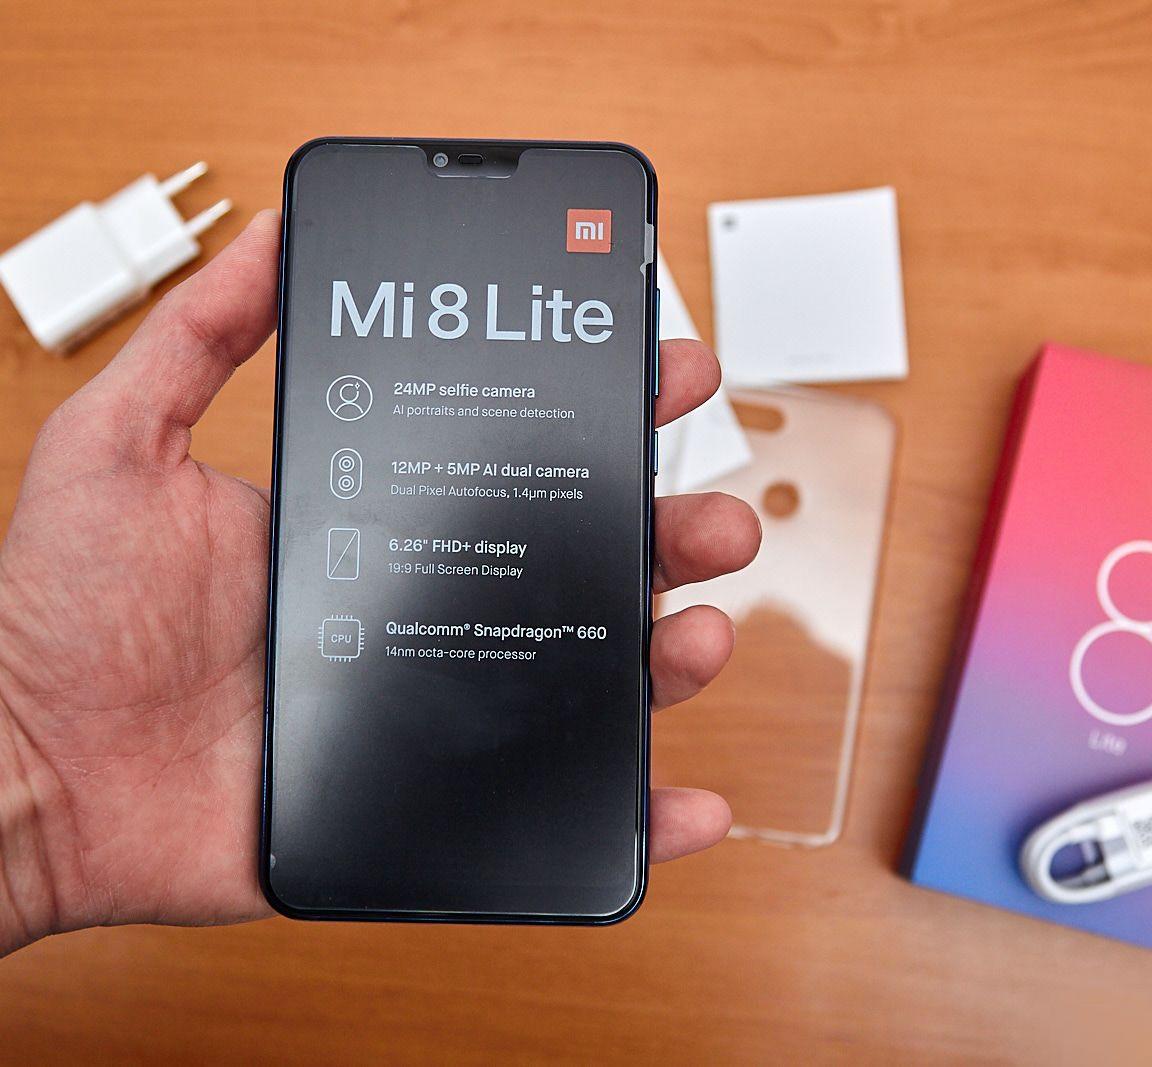 mi
Mi 8 Lite
24MP selfie camera
AI portraits and scene detection
12MP + 5MP AI dual camera
Dual Pixel Autofocus, 1.4μm pixels
6.26" FHD+ display
19:9 Full Screen Display
CPU
Qualcomm® Snapdragon™ 660
14nm octa-core processor
8
Lite